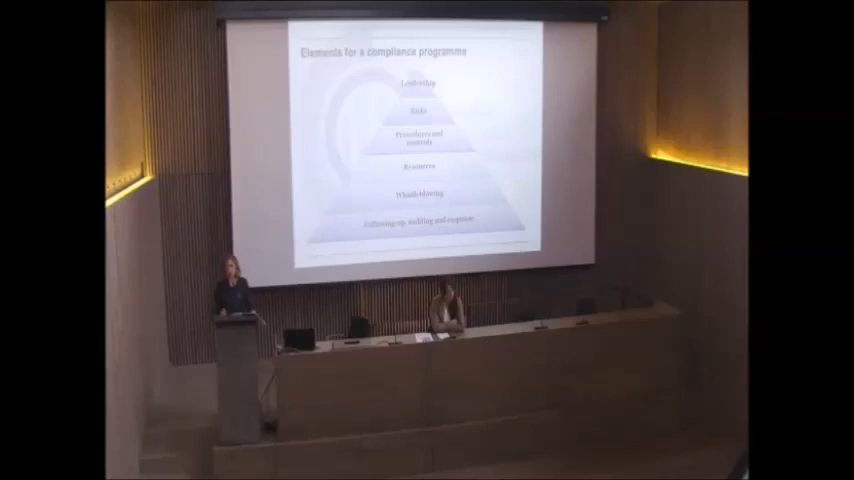 Elements for a compliance programme
Leadership
Risks
Procedures and
controls
Resources
Whistleblowing
Following-up, auditing and response